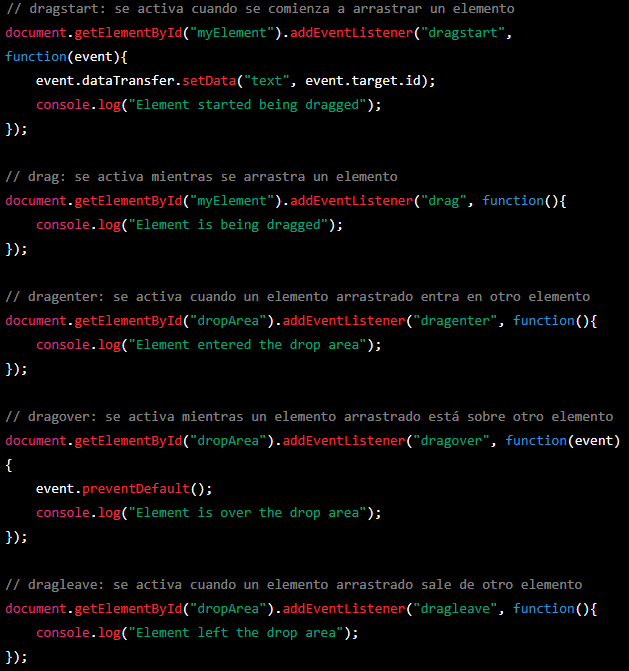 // dragstart: se activa cuando se comienza a arrastrar un elemento
document.getElementById("myElement").addEventListener("dragstart",
function(event){
    event.dataTransfer.setData("text", event.target.id);
    console.log("Element started being dragged");
});

// drag: se activa mientras se arrastra un elemento
document.getElementById("myElement").addEventListener("drag", function(){
    console.log("Element is being dragged");
});

// dragenter: se activa cuando un elemento arrastrado entra en otro elemento
document.getElementById("dropArea").addEventListener("dragenter", function(){
    console.log("Element entered the drop area");
});

// dragover: se activa mientras un elemento arrastrado está sobre otro elemento
document.getElementById("dropArea").addEventListener("dragover", function(event)
{
    event.preventDefault();
    console.log("Element is over the drop area");
});

// dragleave: se activa cuando un elemento arrastrado sale de otro elemento
document.getElementById("dropArea").addEventListener("dragleave", function(){
    console.log("Element left the drop area");
});